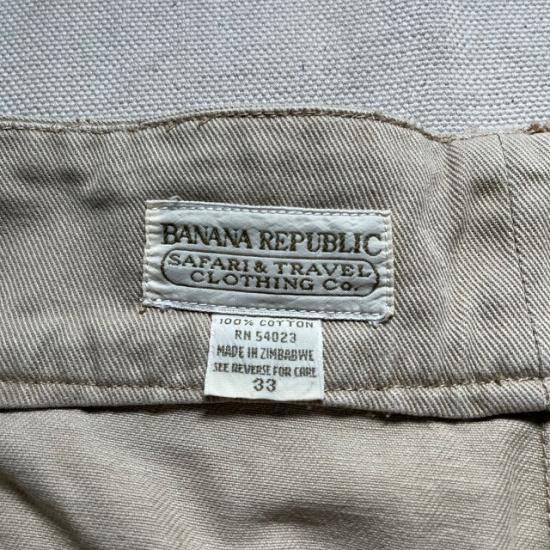 BANANA REPUBLIC
SAFARI & TRAVEL
CLOTHING Co.
100% COTTON
RN 54023
MADE IN ZIMBABWE
SEE REVERSE FOR CARE
33